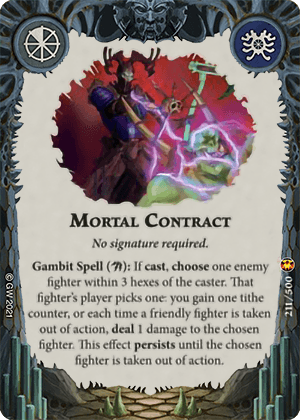 MORTAL CONTRACT
No signature required.
Gambit Spell (): If cast, choose one enemy
fighter within 3 hexes of the caster. That
fighter's player picks one: you gain one tithe
counter, or each time a friendly fighter is taken
out of action, deal 1 damage to the chosen
fighter. This effect persists until the chosen
fighter is taken out of action.
© GW 2021
211/500